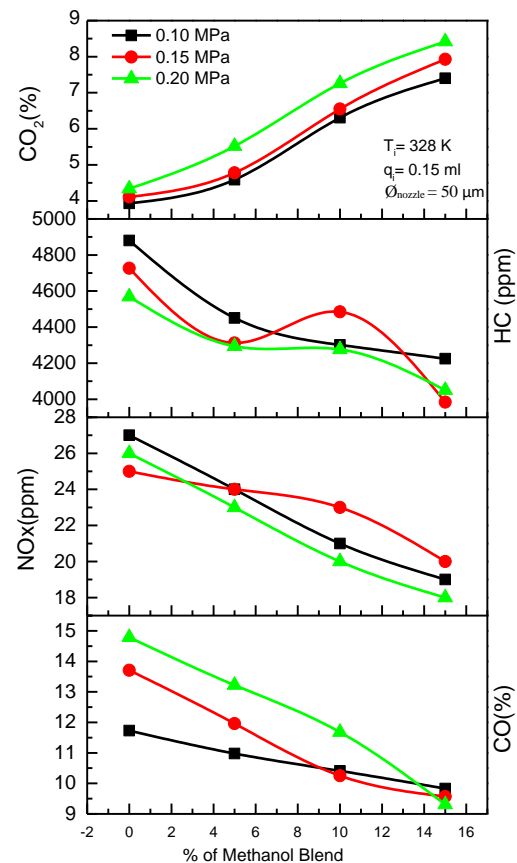 0.10 MPa
0.15 MPa
0.20 MPa
9
8
7
6
5
4
CO₂(%)
Tᵢ= 328 K
qᵢ= 0.15 ml
Ønozzle = 50 µm
5000
4800
4600
4400
4200
4000
HC (ppm)
28
26
24
22
20
18
NOx(ppm)
15
14
13
12
11
10
9
CO(%)
-2 0 2 4 6 8 10 12 14 16
% of Methanol Blend